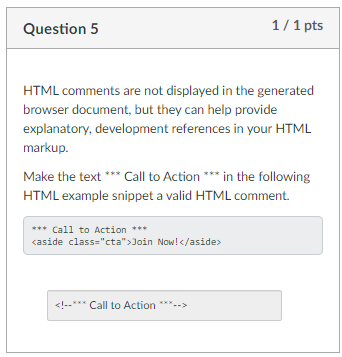 Question 5
1 / 1 pts
HTML comments are not displayed in the generated
browser document, but they can help provide
explanatory, development references in your HTML
markup.
Make the text *** Call to Action *** in the following
HTML example snippet a valid HTML comment.
*** Call to Action ***
<aside class="cta">Join Now!</aside>
<!--*** Call to Action ***-->